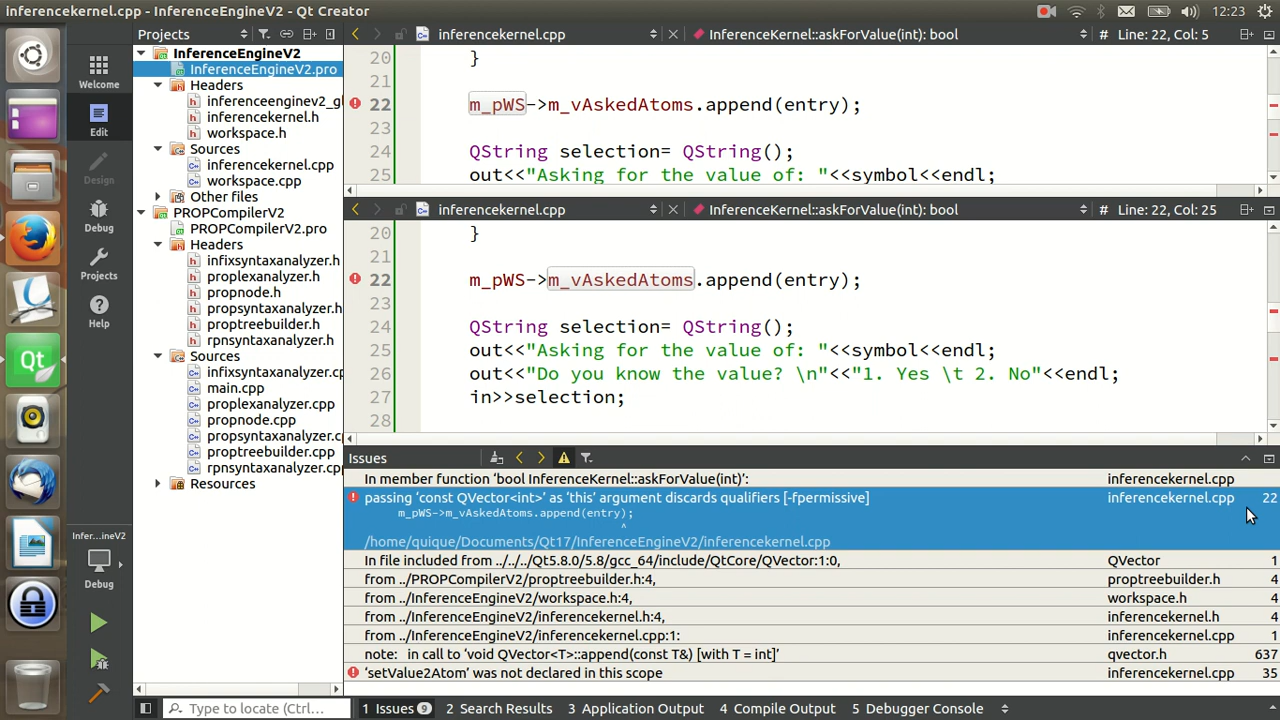 inferencekernel.cpp - InferenceEngineV2 - Qt Creator
12:23
Projects
inferencekernel.cpp
InferenceKernel::askForValue(int): bool
# Line: 22, Col: 5
Welcome
Edit
Design
Debug
Projects
Help
InferenceEngineV2
InferenceEngineV2.pro
Headers
inferenceenginev2_gl
inferencekernel.h
workspace.h
Sources
inferencekernel.cpp
workspace.cpp
Other files
PROPCompilerV2
PROPCompilerV2.pro
Headers
infixsyntaxanalyzer.h
proplexanalyzer.h
propnode.h
propsyntaxanalyzer.h
proptreebuilder.h
rpnsyntaxanalyzer.h
Sources
infixsyntaxanalyzer.cp
main.cpp
proplexanalyzer.cpp
propnode.cpp
propsyntaxanalyzer.cp
proptreebuilder.cpp
rpnsyntaxanalyzer.cpp
Resources
20 }
21
22 m_pWS->m_vAskedAtoms.append(entry);
23
24 QString selection= QString();
25 out<<"Asking for the value of: "<<symbol<<endl;
inferencekernel.cpp
InferenceKernel::askForValue(int): bool
# Line: 22, Col: 25
20 }
21
22 m_pWS->m_vAskedAtoms.append(entry);
23
24 QString selection= QString();
25 out<<"Asking for the value of: "<<symbol<<endl;
26 out<<"Do you know the value? \n"<<"1. Yes \t 2. No"<<endl;
27 in>>selection;
28
Issues
In member function ‘bool InferenceKernel::askForValue(int)’: inferencekernel.cpp
passing ‘const QVector<int>’ as ‘this’ argument discards qualifiers [-fpermissive] inferencekernel.cpp 22
m_pWS->m_vAskedAtoms.append(entry);
^
/home/quique/Documents/Qt17/InferenceEngineV2/inferencekernel.cpp
In file included from ../../../Qt5.8.0/5.8/gcc_64/include/QtCore/QVector:1:0, QVector 1
from ../PROPCompilerV2/proptreebuilder.h:4, proptreebuilder.h 4
from ../InferenceEngineV2/workspace.h:4, workspace.h 4
from ../InferenceEngineV2/inferencekernel.h:4, inferencekernel.h 4
from ../InferenceEngineV2/inferencekernel.cpp:1: inferencekernel.cpp 1
note: in call to ‘void QVector<T>::append(const T&) [with T = int]’ qvector.h 637
‘setValue2Atom’ was not declared in this scope inferencekernel.cpp 35
Infer...ineV2
Debug
Qt
Type to locate (Ctrl...
1 Issues 9
2 Search Results
3 Application Output
4 Compile Output
5 Debugger Console